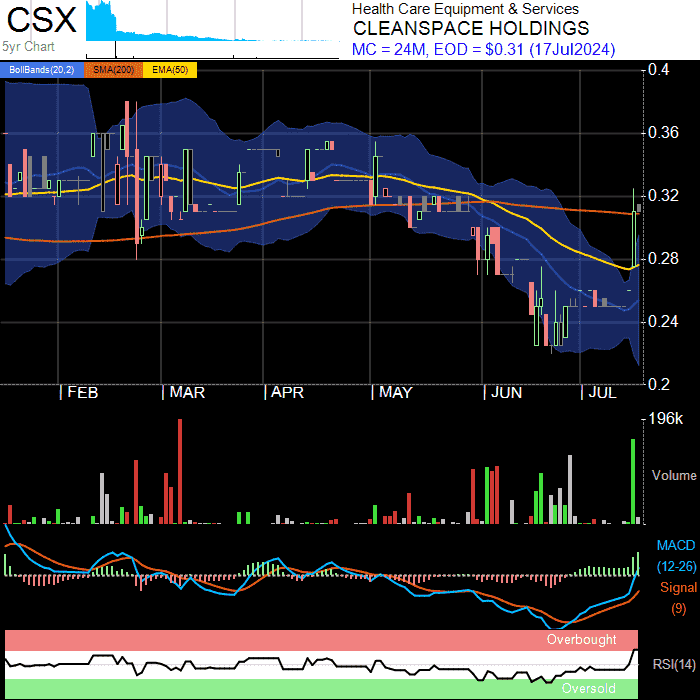 CSX
5yr Chart
Health Care Equipment & Services
CLEANSPACE HOLDINGS
MC = 24M, EOD = $0.31 (17Jul2024)
BollBands(20,2) SMA(200) EMA(50)
0.4
0.36
0.32
0.28
0.24
0.2
FEB MAR APR MAY JUN JUL
196k
Volume
MACD
(12-26)
Signal
(9)
Overbought
RSI(14)
Oversold